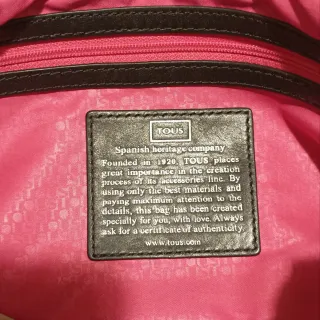 TOUS
Spanish heritage company
Founded in 1920, TOUS places
great importance in the creation
process of its accessories line. By
using only the best materials and
paying maximum attention to the
details, this bag has been created
specially for you, with love. Always
ask for a certificate of authenticity.
www.tous.com